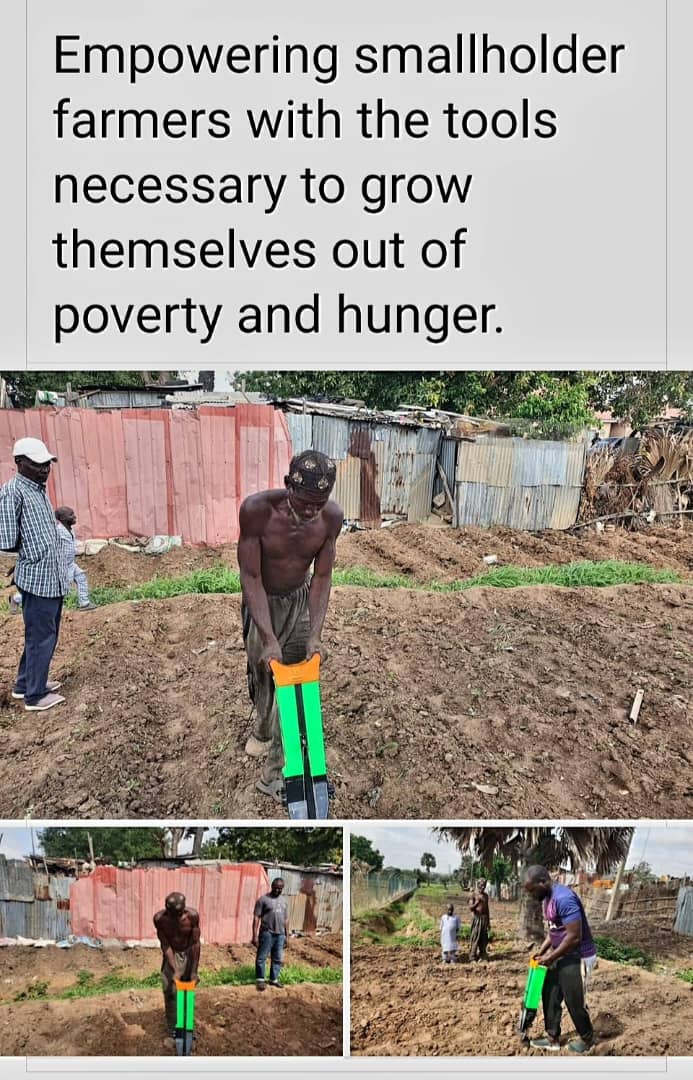 Empowering smallholder
farmers with the tools
necessary to grow
themselves out of
poverty and hunger.